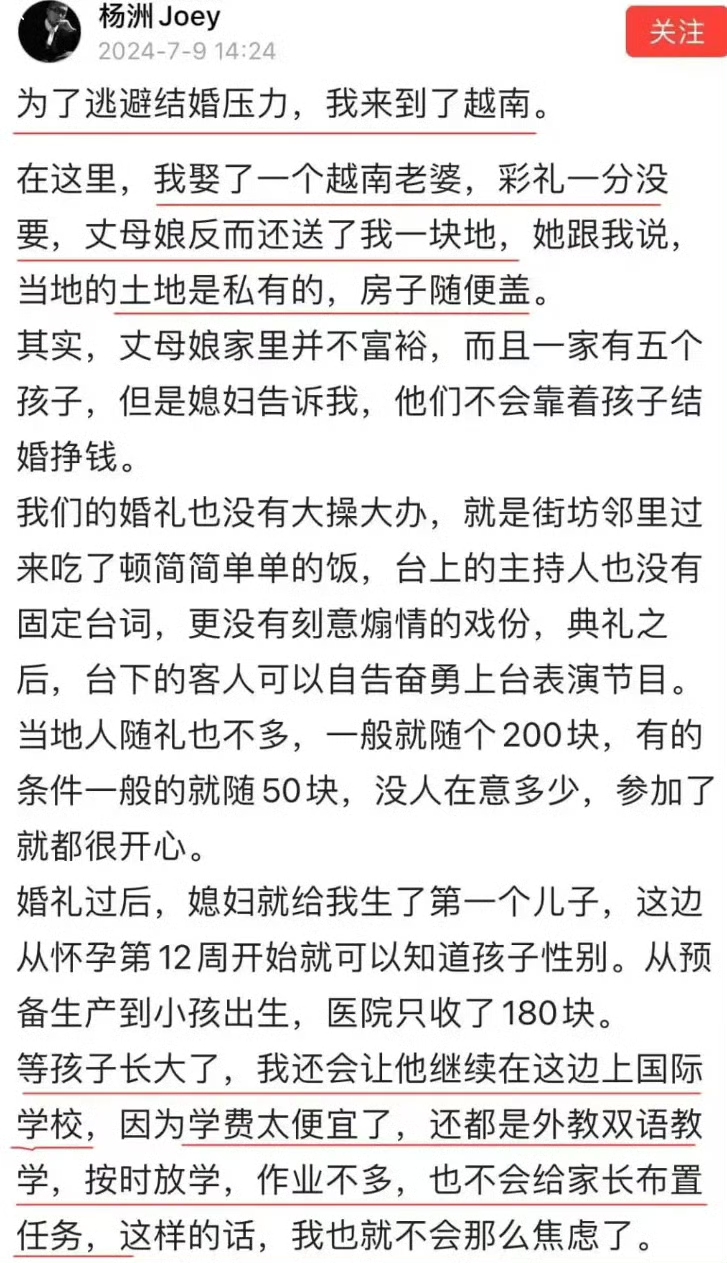 杨洲Joey
2024-7-9 14:24
关注
为了逃避结婚压力，我来到了越南。
在这里，我娶了一个越南老婆，彩礼一分没
要，丈母娘反而还送了我一块地，她跟我说，
当地的土地是私有的，房子随便盖。
其实，丈母娘家里并不富裕，而且一家有五个
孩子，但是媳妇告诉我，他们不会靠着孩子结
婚挣钱。
我们的婚礼也没有大操大办，就是街坊邻里过
来吃了顿简简单单的饭，台上的主持人也没有
固定台词，更没有刻意煽情的戏份，典礼之
后，台下的客人可以自告奋勇上台表演节目。
当地人随礼也不多，一般就随个200块，有的
条件一般的就随50块，没人在意多少，参加了
就都很开心。
婚礼过后，媳妇就给我生了第一个儿子，这边
从怀孕第12周开始就可以知道孩子性别。从预
备生产到小孩出生，医院只收了180块。
等孩子长大了，我还会让他继续在这边上国际
学校，因为学费太便宜了，还都是外教双语教
学，按时放学，作业不多，也不会给家长布置
任务，这样的话，我也就不会那么焦虑了。